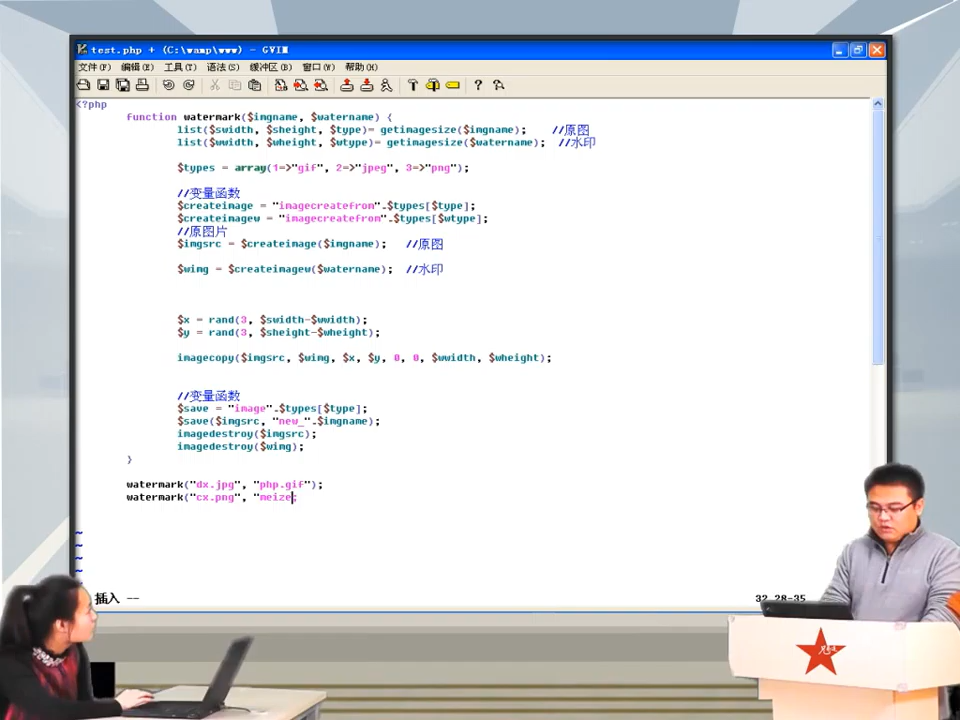 test.php + (C:\wamp\www) - GVIM
文件(F) 编辑(E) 工具(T) 语法(S) 缓冲区(B) 窗口(W) 帮助(H)
<?php
function watermark($imgname, $watername) {
list($swidth, $sheight, $type)= getimagesize($imgname); //原图
list($wwidth, $wheight, $wtype)= getimagesize($watername); //水印
$types = array(1=>"gif", 2=>"jpeg", 3=>"png");
//变量函数
$createimage = "imagecreatefrom".$types[$type];
$createimagew = "imagecreatefrom".$types[$wtype];
//原图片
$imgsrc = $createimage($imgname); //原图
$wimg = $createimagew($watername); //水印
$x = rand(3, $swidth-$wwidth);
$y = rand(3, $sheight-$wheight);
imagecopy($imgsrc, $wimg, $x, $y, 0, 0, $wwidth, $wheight);
//变量函数
$save = "image".$types[$type];
$save($imgsrc, "new_".$imgname);
imagedestroy($imgsrc);
imagedestroy($wimg);
}
watermark("dx.jpg", "php.gif");
watermark("cx.png", "meize;
~
~
~
~
插入 -- 32,28-35